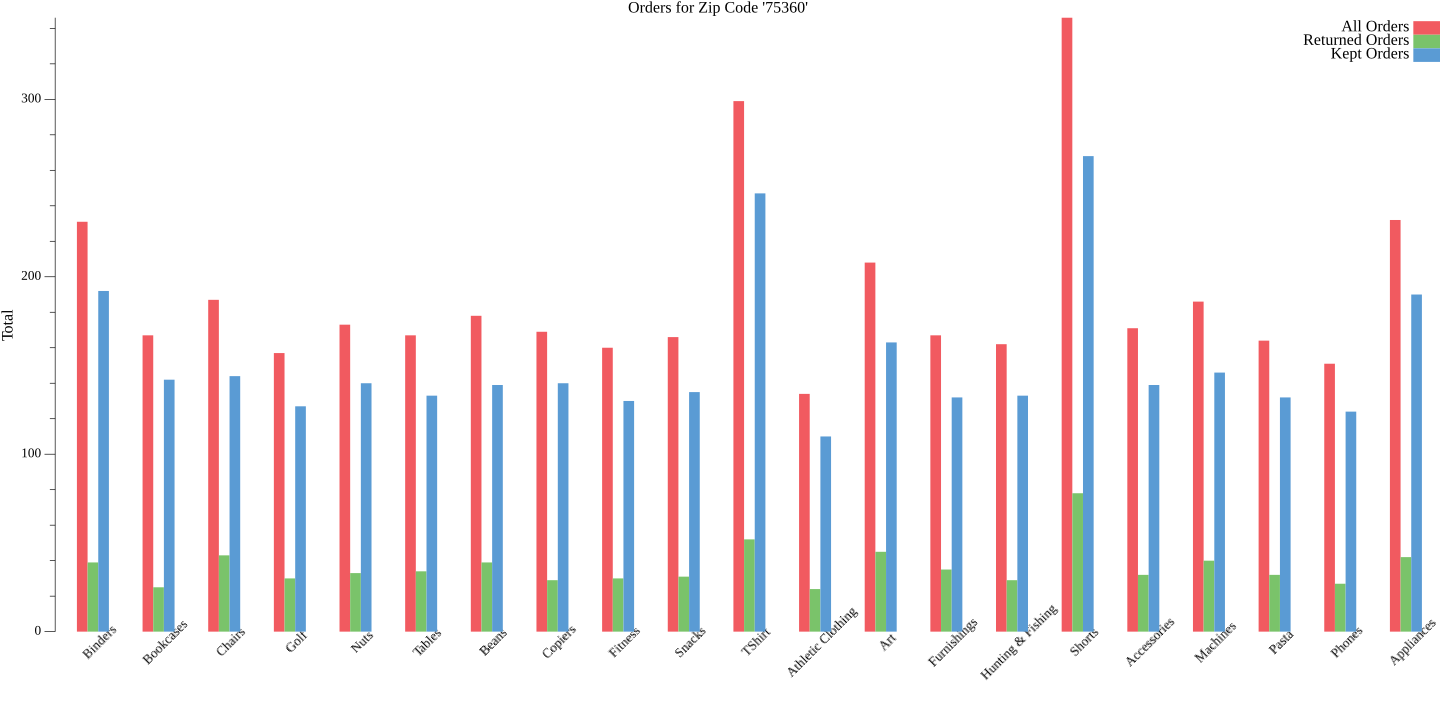 Orders for Zip Code '75360'
All Orders
Returned Orders
Kept Orders
Total
300
200
100
0
Binders
Bookcases
Chairs
Golf
Nuts
Tables
Beans
Copiers
Fitness
Snacks
TShirt
Athletic Clothing
Art
Furnishings
Hunting & Fishing
Shorts
Accessories
Machines
Pasta
Phones
Appliances